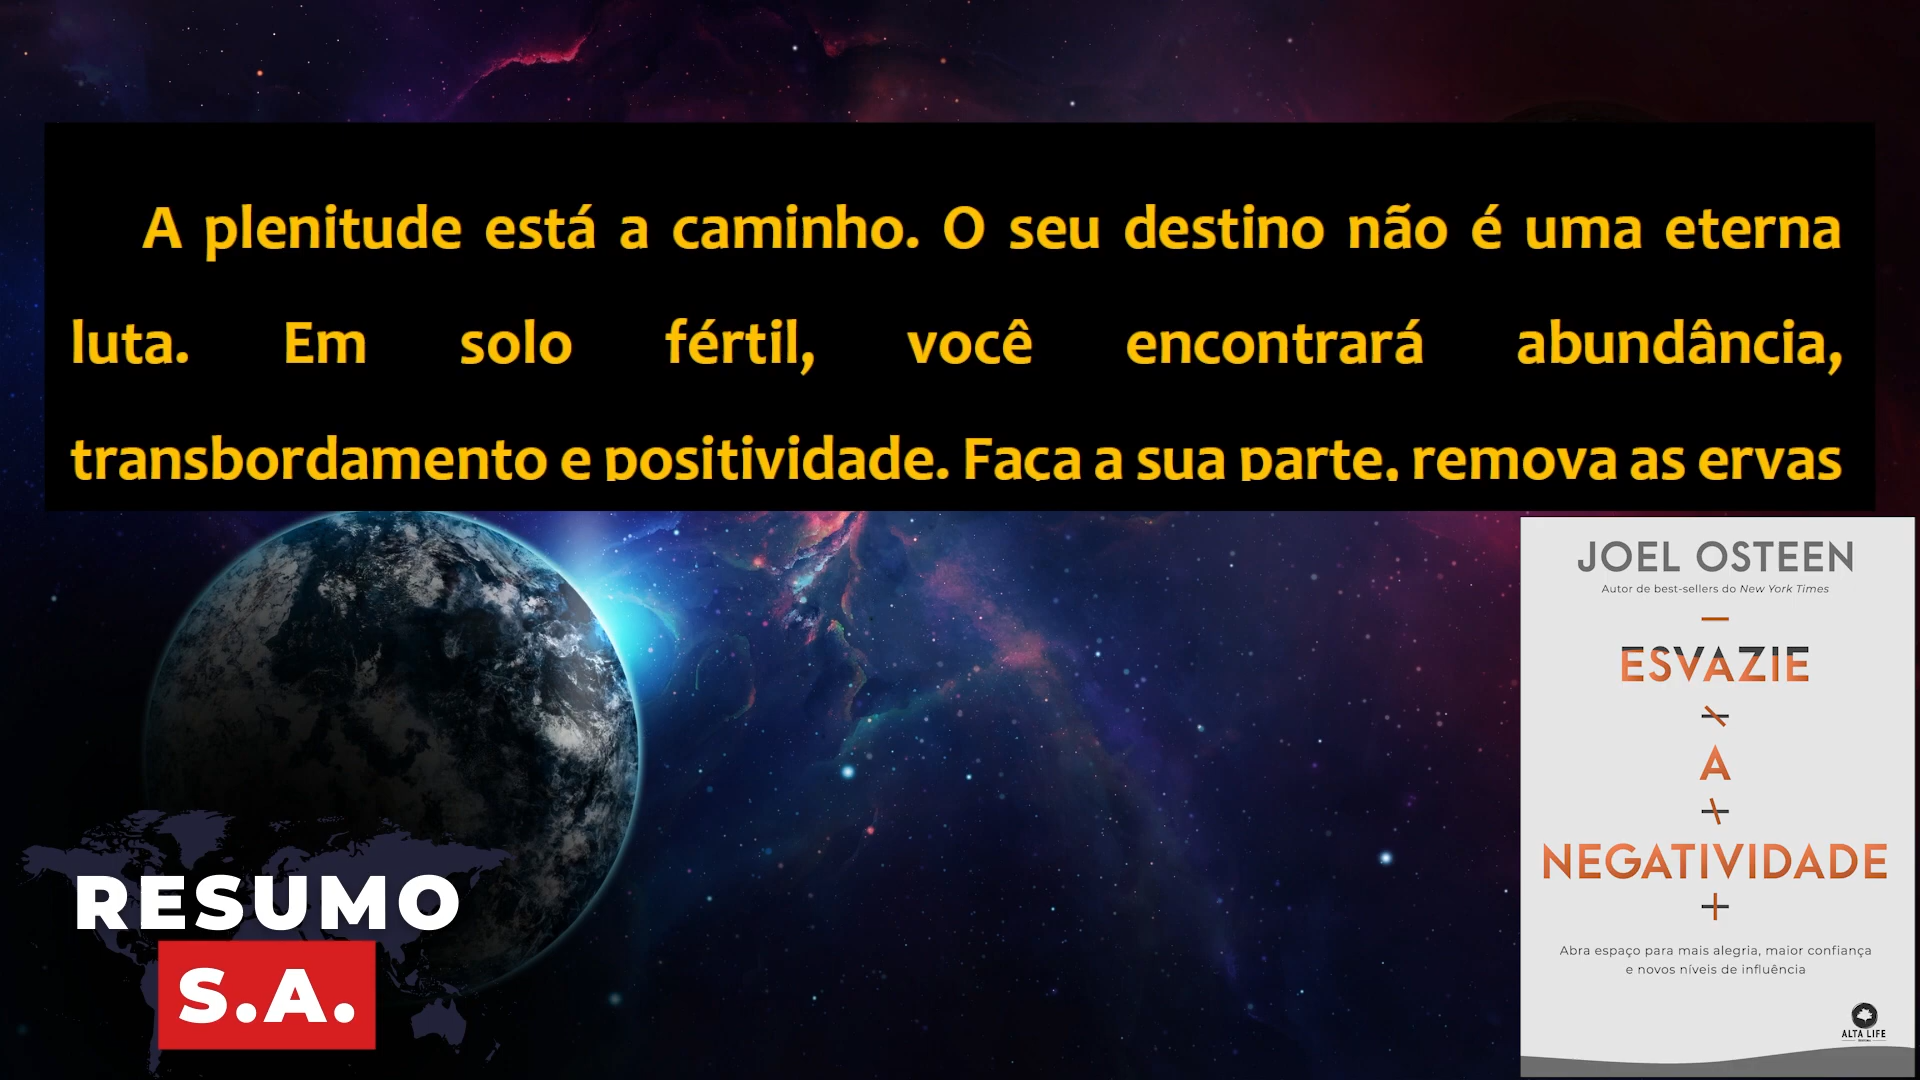 A plenitude está a caminho. O seu destino não é uma eterna
luta. Em solo fértil, você encontrará abundância,
transbordamento e positividade. Faça a sua parte, remova as ervas
JOEL OSTEEN
Autor de best-sellers do New York Times
ESVAZIE
A
NEGATIVIDADE
Abra espaço para mais alegria, maior confiança
e novos níveis de influência
ALTA LIFE
RESUMO
S.A.